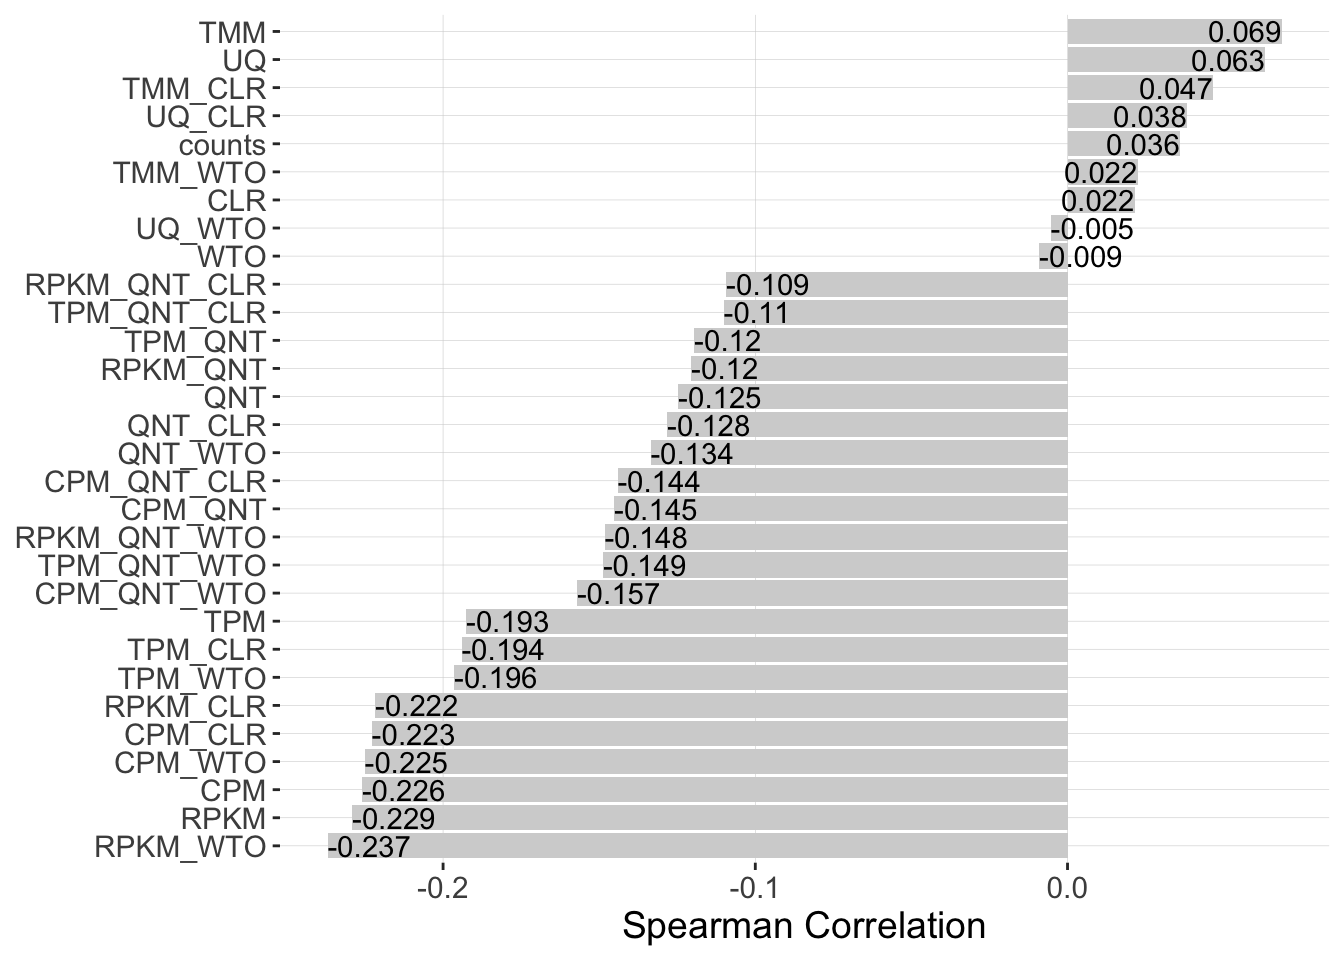 TMM 0.069
UQ 0.063
TMM_CLR 0.047
UQ_CLR 0.038
counts 0.036
TMM_WTO 0.022
CLR 0.022
UQ_WTO -0.005
WTO -0.009
RPKM_QNT_CLR -0.109
TPM_QNT_CLR -0.11
TPM_QNT -0.12
RPKM_QNT -0.12
QNT -0.125
QNT_CLR -0.128
QNT_WTO -0.134
CPM_QNT_CLR -0.144
CPM_QNT -0.145
RPKM_QNT_WTO -0.148
TPM_QNT_WTO -0.149
CPM_QNT_WTO -0.157
TPM -0.193
TPM_CLR -0.194
TPM_WTO -0.196
RPKM_CLR -0.222
CPM_CLR -0.223
CPM_WTO -0.225
CPM -0.226
RPKM -0.229
RPKM_WTO -0.237
-0.2 -0.1 0.0
Spearman Correlation